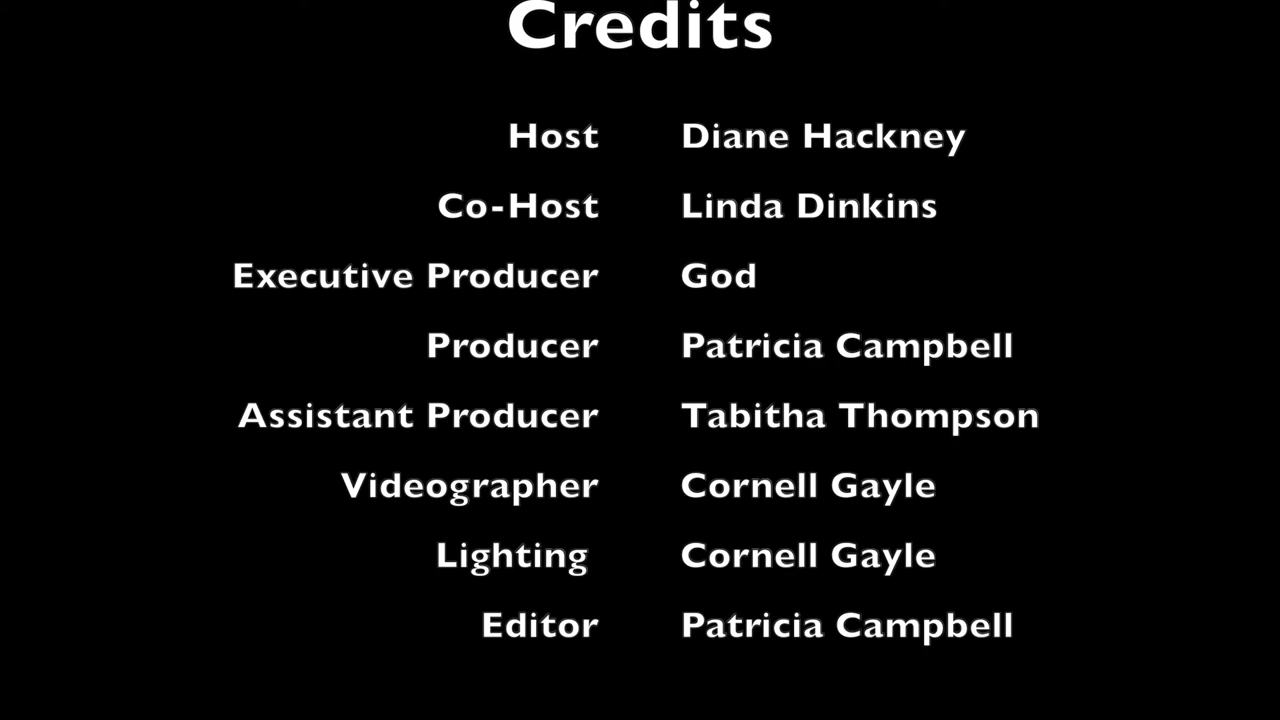 Credits
Host Diane Hackney
Co-Host Linda Dinkins
Executive Producer God
Producer Patricia Campbell
Assistant Producer Tabitha Thompson
Videographer Cornell Gayle
Lighting Cornell Gayle
Editor Patricia Campbell